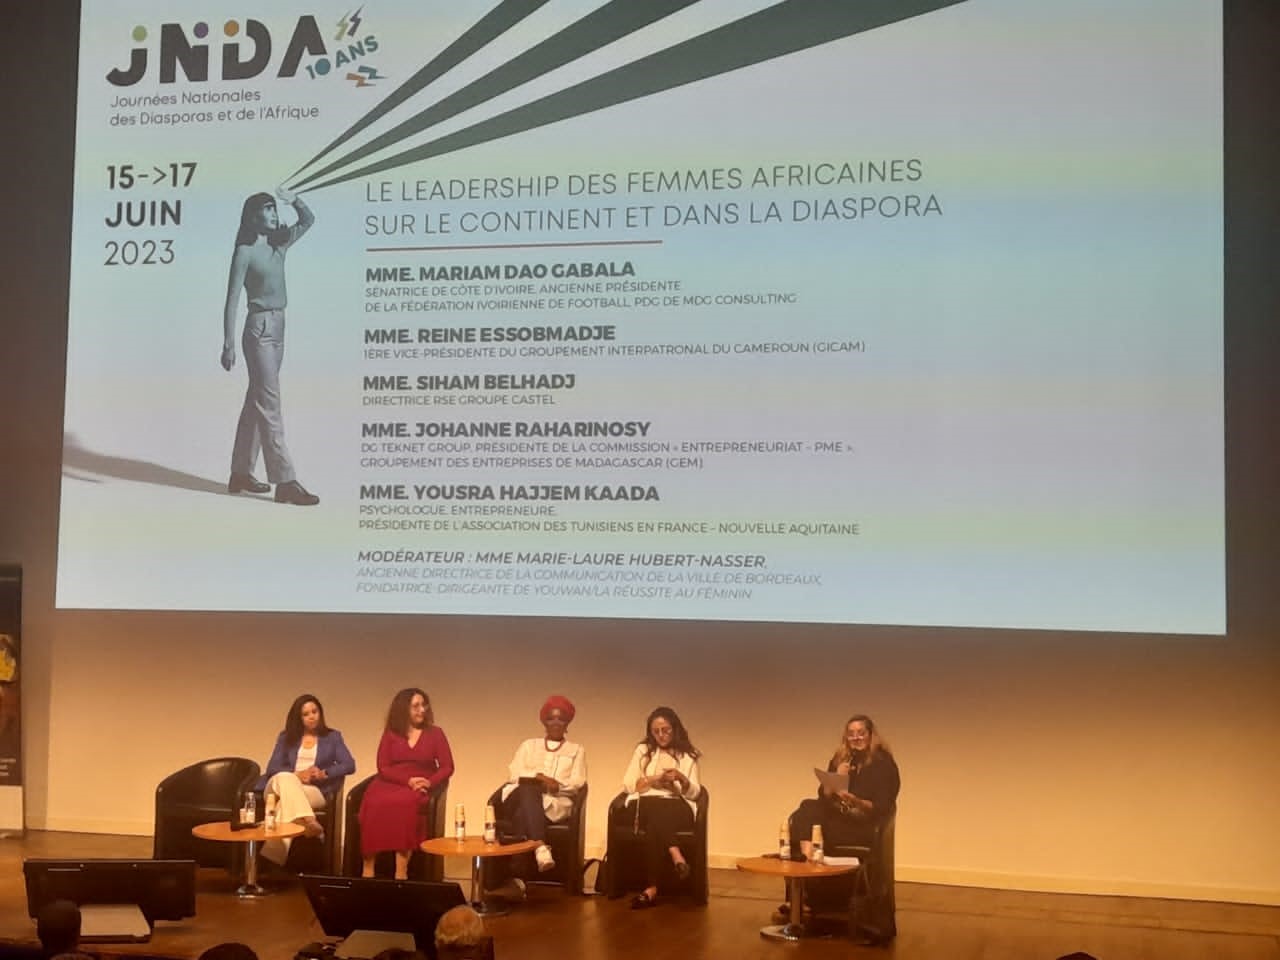 JNDA
10 ANS
Journées Nationales
des Diasporas et de l'Afrique
15->17
JUIN
2023
LE LEADERSHIP DES FEMMES AFRICAINES
SUR LE CONTINENT ET DANS LA DIASPORA
MME. MARIAM DAO GABALA
SÉNATRICE DE CÔTE D'IVOIRE, ANCIENNE PRÉSIDENTE
DE LA FÉDÉRATION IVOIRIENNE DE FOOTBALL, PDG DE MDG CONSULTING
MME. REINE ESSOBMADJE
1ÈRE VICE-PRÉSIDENTE DU GROUPEMENT INTERPATRONAL DU CAMEROUN (GICAM)
MME. SIHAM BELHADJ
DIRECTRICE RSE GROUPE CASTEL
MME. JOHANNE RAHARINOSY
DG TEKNET GROUP, PRÉSIDENTE DE LA COMMISSION « ENTREPRENEURIAT - PME »,
GROUPEMENT DES ENTREPRISES DE MADAGASCAR (GEM)
MME. YOUSRA HAJJEM KAADA
PSYCHOLOGUE, ENTREPRENEURE,
PRÉSIDENTE DE L'ASSOCIATION DES TUNISIENS EN FRANCE - NOUVELLE AQUITAINE
MODÉRATEUR : MME MARIE-LAURE HUBERT-NASSER,
ANCIENNE DIRECTRICE DE LA COMMUNICATION DE LA VILLE DE BORDEAUX,
FONDATRICE-DIRIGEANTE DE YOUWAN/LA RÉUSSITE AU FÉMININ